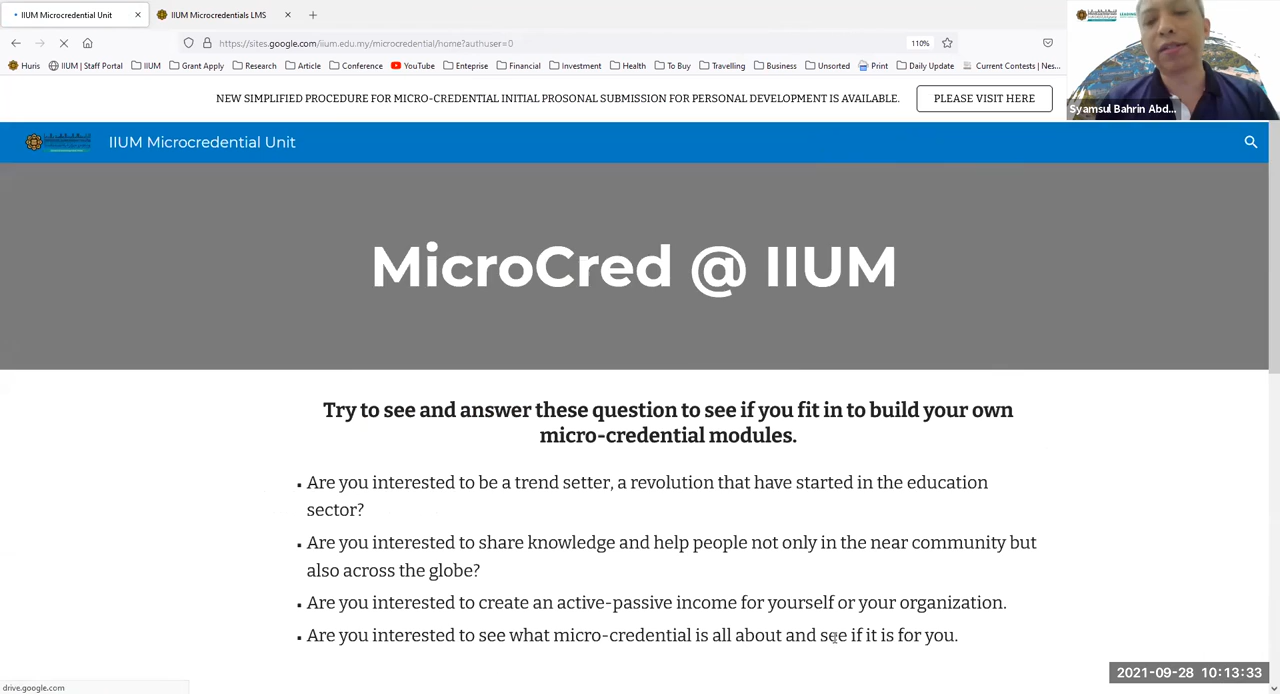 IIUM Microcredential Unit
IIUM Microcredentials LMS
https://sites.google.com/iium.edu.my/microcredential/home?authuser=0
110%
Huris IIUM | Staff Portal IIUM Grant Apply Research Article Conference YouTube Enteprise Financial Investment Health To Buy Travelling Business Unsorted Print Daily Update Current Contests | Nes...
Syamsul Bahrin Abd...
NEW SIMPLIFIED PROCEDURE FOR MICRO-CREDENTIAL INITIAL PROSONAL SUBMISSION FOR PERSONAL DEVELOPMENT IS AVAILABLE. PLEASE VISIT HERE
IIUM Microcredential Unit
MicroCred @ IIUM
Try to see and answer these question to see if you fit in to build your own
micro-credential modules.
Are you interested to be a trend setter, a revolution that have started in the education
sector?
Are you interested to share knowledge and help people not only in the near community but
also across the globe?
Are you interested to create an active-passive income for yourself or your organization.
Are you interested to see what micro-credential is all about and see if it is for you.
2021-09-28 10:13:33
drive.google.com